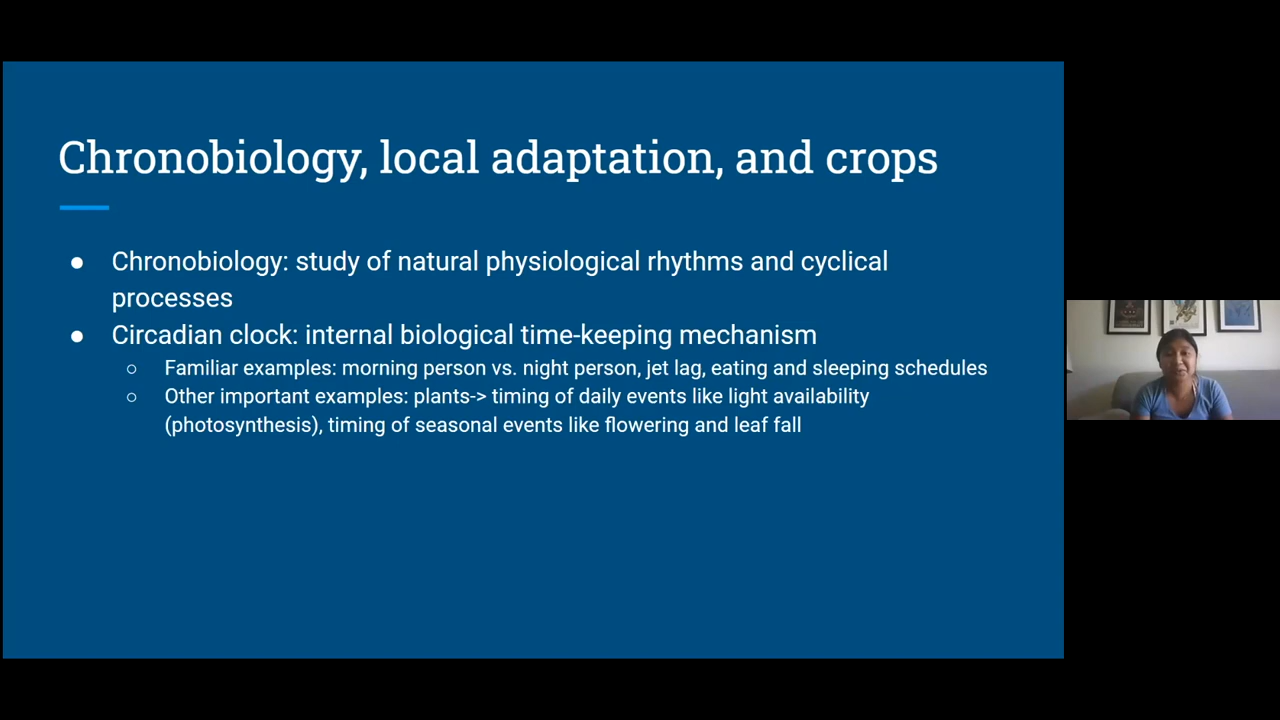 Chronobiology, local adaptation, and crops
● Chronobiology: study of natural physiological rhythms and cyclical
processes
● Circadian clock: internal biological time-keeping mechanism
○ Familiar examples: morning person vs. night person, jet lag, eating and sleeping schedules
○ Other important examples: plants-> timing of daily events like light availability
(photosynthesis), timing of seasonal events like flowering and leaf fall